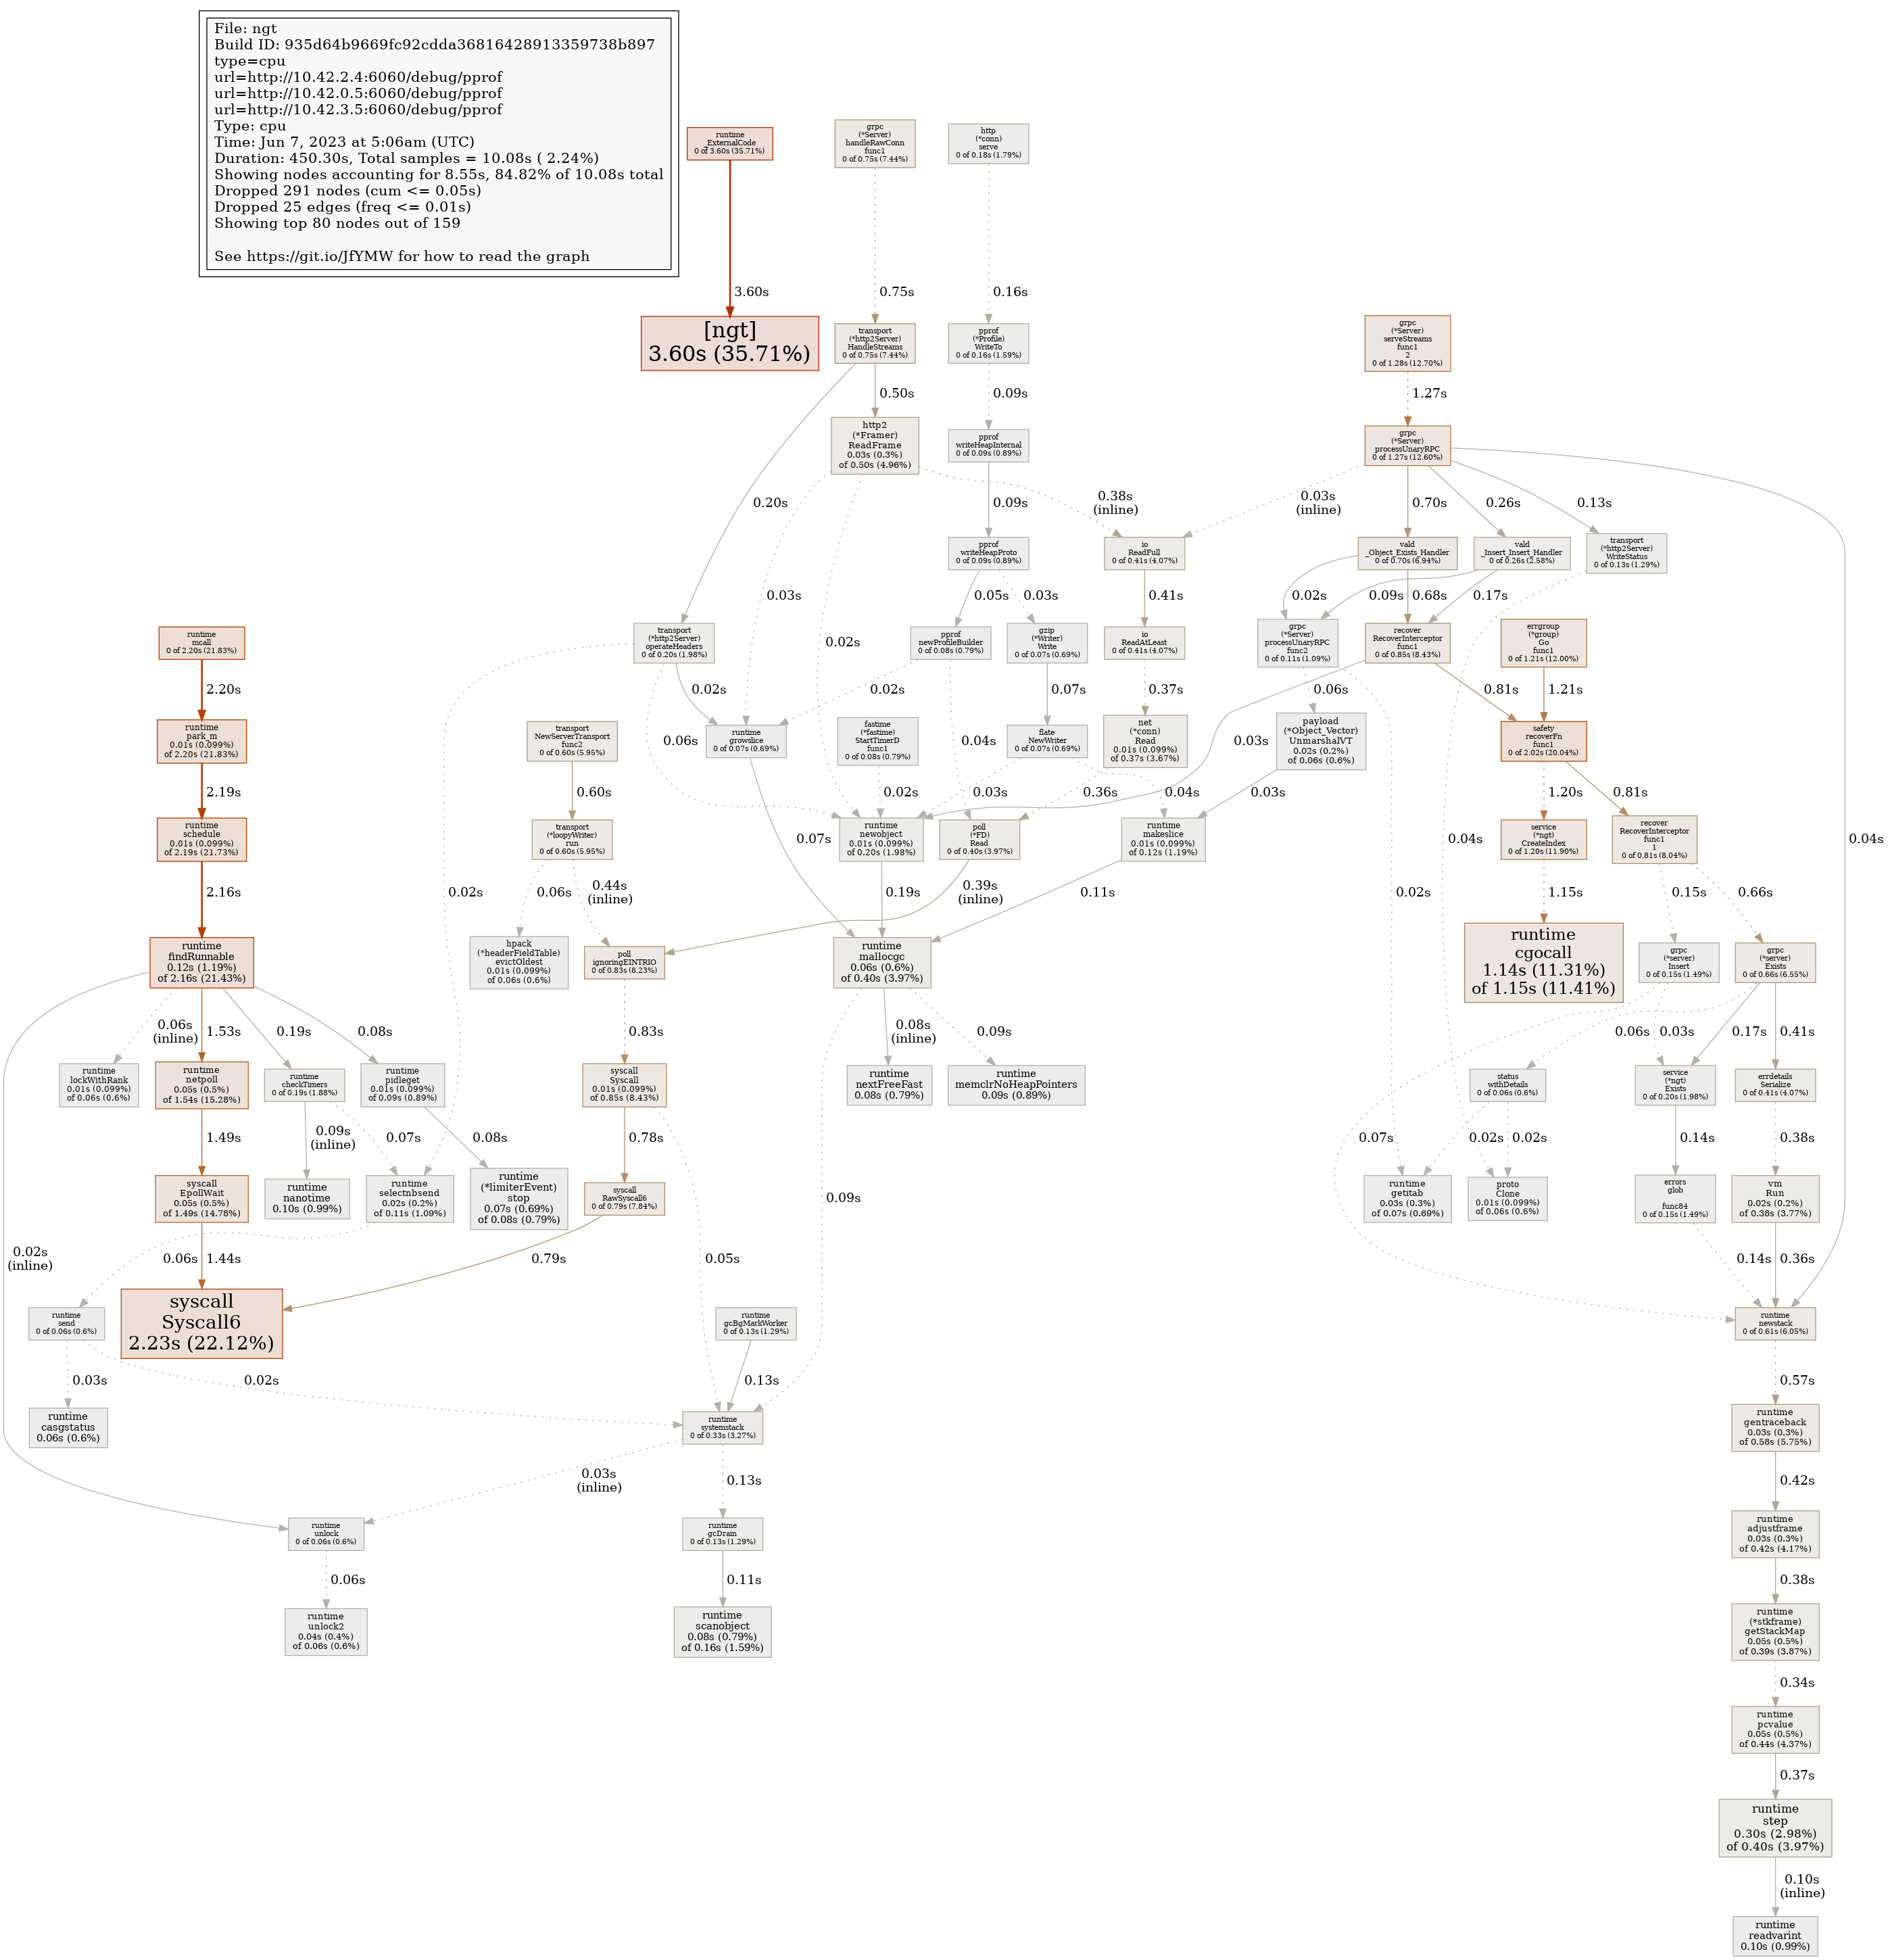 File: ngt
Build ID: 935d64b9669fc92cdda36816428913359738b897
type=cpu
url=http://10.42.2.4:6060/debug/pprof
url=http://10.42.0.5:6060/debug/pprof
url=http://10.42.3.5:6060/debug/pprof
Type: cpu
Time: Jun 7, 2023 at 5:06am (UTC)
Duration: 450.30s, Total samples = 10.08s ( 2.24%)
Showing nodes accounting for 8.55s, 84.82% of 10.08s total
Dropped 291 nodes (cum <= 0.05s)
Dropped 25 edges (freq <= 0.01s)
Showing top 80 nodes out of 159
See https://git.io/JfYMW for how to read the graph
runtime
_ExternalCode
0 of 3.60s (35.71%)
grpc
(*Server)
handleRawConn
func1
0 of 0.75s (7.44%)
http
(*conn)
serve
0 of 0.18s (1.79%)
3.60s
0.75s
0.16s
[ngt]
3.60s (35.71%)
transport
(*http2Server)
HandleStreams
0 of 0.75s (7.44%)
pprof
(*Profile)
WriteTo
0 of 0.16s (1.59%)
grpc
(*Server)
serveStreams
func1
2
0 of 1.28s (12.70%)
0.50s
0.09s
1.27s
http2
(*Framer)
ReadFrame
0.03s (0.3%)
of 0.50s (4.96%)
pprof
writeHeapInternal
0 of 0.09s (0.89%)
grpc
(*Server)
processUnaryRPC
0 of 1.27s (12.60%)
0.20s
0.09s
0.38s
(inline)
0.03s
(inline)
0.70s
0.26s
0.13s
pprof
writeHeapProto
0 of 0.09s (0.89%)
io
ReadFull
0 of 0.41s (4.07%)
vald
_Object_Exists_Handler
0 of 0.70s (6.94%)
vald
_Insert_Insert_Handler
0 of 0.26s (2.58%)
transport
(*http2Server)
WriteStatus
0 of 0.13s (1.29%)
0.03s
0.05s
0.03s
0.41s
0.02s
0.09s
0.68s
0.17s
runtime
mcall
0 of 2.20s (21.83%)
transport
(*http2Server)
operateHeaders
0 of 0.20s (1.98%)
0.02s
pprof
newProfileBuilder
0 of 0.08s (0.79%)
gzip
(*Writer)
Write
0 of 0.07s (0.69%)
io
ReadAtLeast
0 of 0.41s (4.07%)
grpc
(*Server)
processUnaryRPC
func2
0 of 0.11s (1.09%)
recover
RecoverInterceptor
func1
0 of 0.85s (8.43%)
errgroup
(*group)
Go
func1
0 of 1.21s (12.00%)
2.20s
0.02s
0.02s
0.07s
0.37s
0.06s
0.81s
1.21s
runtime
park_m
0.01s (0.099%)
of 2.20s (21.83%)
transport
NewServerTransport
func2
0 of 0.60s (5.95%)
0.06s
runtime
growslice
0 of 0.07s (0.69%)
fastime
(*fastime)
StartTimerD
func1
0 of 0.08s (0.79%)
0.04s
flate
NewWriter
0 of 0.07s (0.69%)
net
(*conn)
Read
0.01s (0.099%)
of 0.37s (3.67%)
0.03s
payload
(*Object_Vector)
UnmarshalVT
0.02s (0.2%)
of 0.06s (0.6%)
safety
recoverFn
func1
0 of 2.02s (20.04%)
2.19s
0.60s
0.02s
0.03s
0.04s
0.36s
0.03s
1.20s
0.81s
runtime
schedule
0.01s (0.099%)
of 2.19s (21.73%)
transport
(*loopyWriter)
run
0 of 0.60s (5.95%)
0.07s
runtime
newobject
0.01s (0.099%)
of 0.20s (1.98%)
poll
(*FD)
Read
0 of 0.40s (3.97%)
runtime
makeslice
0.01s (0.099%)
of 0.12s (1.19%)
0.04s
service
(*ngt)
CreateIndex
0 of 1.20s (11.90%)
recover
RecoverInterceptor
func1
1
0 of 0.81s (8.04%)
0.04s
2.16s
0.02s
0.06s
0.44s
(inline)
0.19s
0.39s
(inline)
0.11s
0.02s
1.15s
0.15s
0.66s
runtime
findRunnable
0.12s (1.19%)
of 2.16s (21.43%)
hpack
(*headerFieldTable)
evictOldest
0.01s (0.099%)
of 0.06s (0.6%)
poll
ignoringEINTRIO
0 of 0.83s (8.23%)
runtime
mallocgc
0.06s (0.6%)
of 0.40s (3.97%)
runtime
cgocall
1.14s (11.31%)
of 1.15s (11.41%)
grpc
(*server)
Insert
0 of 0.15s (1.49%)
grpc
(*server)
Exists
0 of 0.66s (6.55%)
0.06s
(inline)
1.53s
0.19s
0.08s
0.83s
0.08s
(inline)
0.09s
0.06s
0.03s
0.17s
0.41s
runtime
lockWithRank
0.01s (0.099%)
of 0.06s (0.6%)
runtime
netpoll
0.05s (0.5%)
of 1.54s (15.28%)
runtime
checkTimers
0 of 0.19s (1.88%)
runtime
pidleget
0.01s (0.099%)
of 0.09s (0.89%)
syscall
Syscall
0.01s (0.099%)
of 0.85s (8.43%)
runtime
nextFreeFast
0.08s (0.79%)
runtime
memclrNoHeapPointers
0.09s (0.89%)
status
withDetails
0 of 0.06s (0.6%)
service
(*ngt)
Exists
0 of 0.20s (1.98%)
errdetails
Serialize
0 of 0.41s (4.07%)
1.49s
0.09s
(inline)
0.07s
0.08s
0.78s
0.07s
0.02s
0.02s
0.14s
0.38s
syscall
EpollWait
0.05s (0.5%)
of 1.49s (14.78%)
runtime
nanotime
0.10s (0.99%)
runtime
selectnbsend
0.02s (0.2%)
of 0.11s (1.09%)
runtime
(*limiterEvent)
stop
0.07s (0.69%)
of 0.08s (0.79%)
syscall
RawSyscall6
0 of 0.79s (7.84%)
0.09s
runtime
getitab
0.03s (0.3%)
of 0.07s (0.69%)
proto
Clone
0.01s (0.099%)
of 0.06s (0.6%)
errors
glob

func84
0 of 0.15s (1.49%)
vm
Run
0.02s (0.2%)
of 0.38s (3.77%)
0.02s
(inline)
0.06s
1.44s
0.79s
0.05s
0.14s
0.36s
runtime
send
0 of 0.06s (0.6%)
syscall
Syscall6
2.23s (22.12%)
runtime
gcBgMarkWorker
0 of 0.13s (1.29%)
runtime
newstack
0 of 0.61s (6.05%)
0.03s
0.02s
0.13s
0.57s
runtime
casgstatus
0.06s (0.6%)
runtime
systemstack
0 of 0.33s (3.27%)
runtime
gentraceback
0.03s (0.3%)
of 0.58s (5.75%)
0.03s
(inline)
0.13s
0.42s
runtime
unlock
0 of 0.06s (0.6%)
runtime
gcDrain
0 of 0.13s (1.29%)
runtime
adjustframe
0.03s (0.3%)
of 0.42s (4.17%)
0.06s
0.11s
0.38s
runtime
unlock2
0.04s (0.4%)
of 0.06s (0.6%)
runtime
scanobject
0.08s (0.79%)
of 0.16s (1.59%)
runtime
(*stkframe)
getStackMap
0.05s (0.5%)
of 0.39s (3.87%)
0.34s
runtime
pcvalue
0.05s (0.5%)
of 0.44s (4.37%)
0.37s
runtime
step
0.30s (2.98%)
of 0.40s (3.97%)
0.10s
(inline)
runtime
readvarint
0.10s (0.99%)